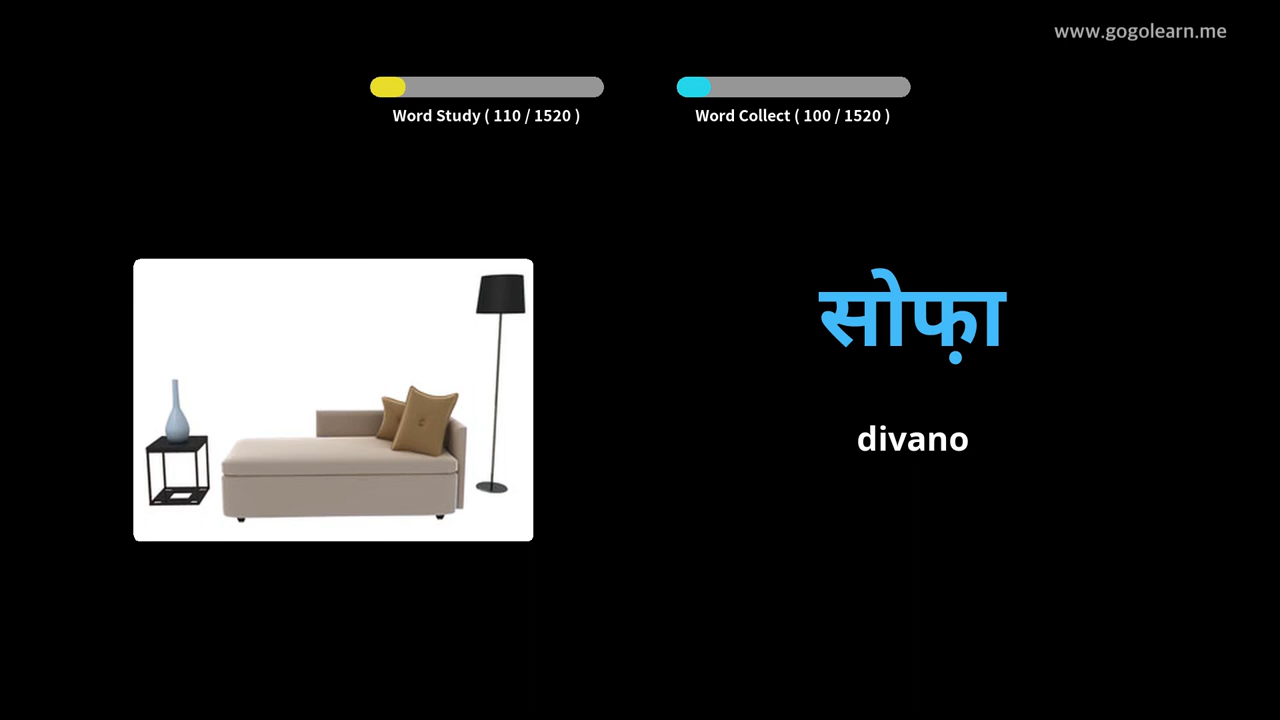 www.gogolearn.me
Word Study ( 110 / 1520 )
Word Collect ( 100 / 1520 )
सोफ़ा
divano